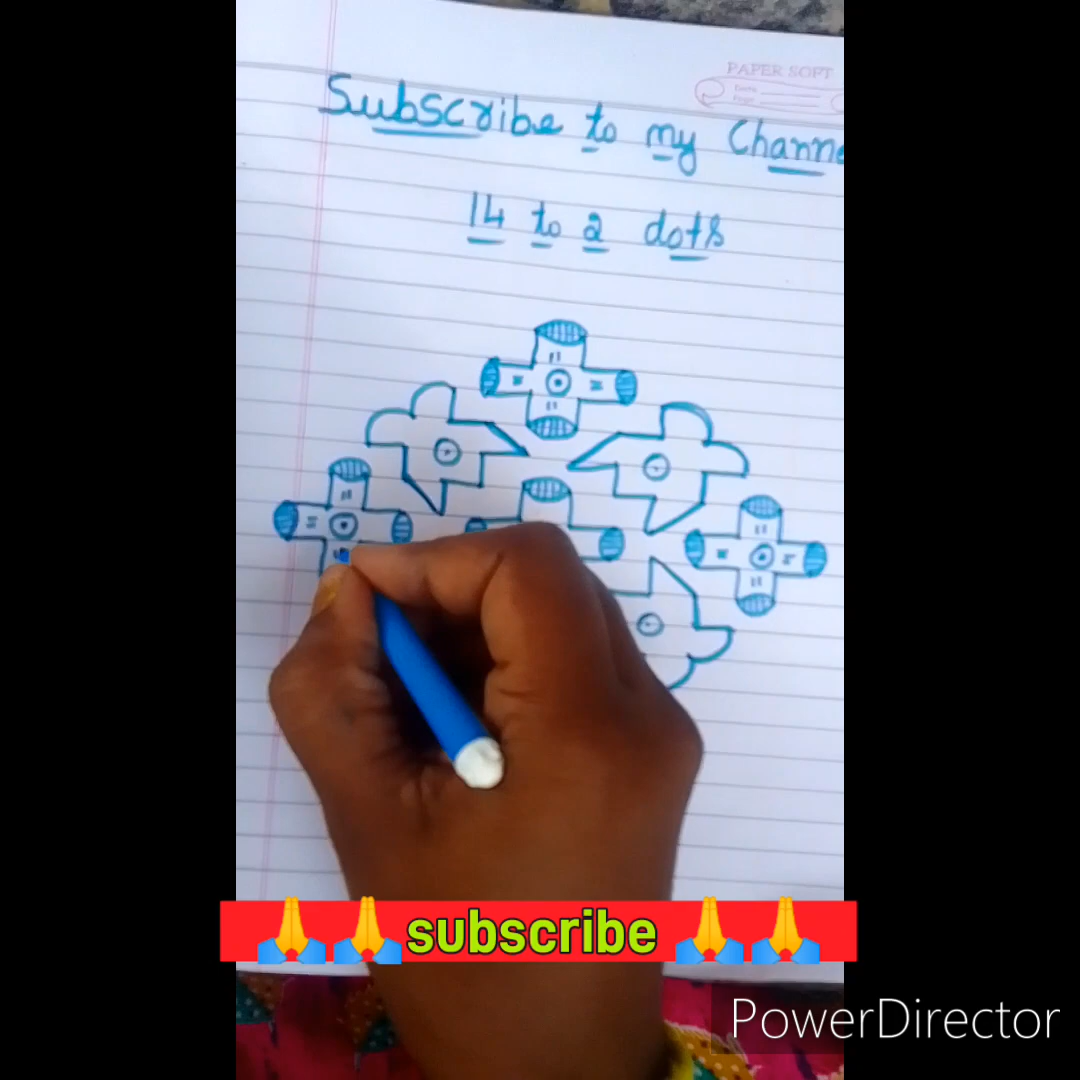 PAPER SOFT
Subscribe to my Channe
14 to 2 dots
🙏🙏subscribe 🙏🙏
PowerDirector